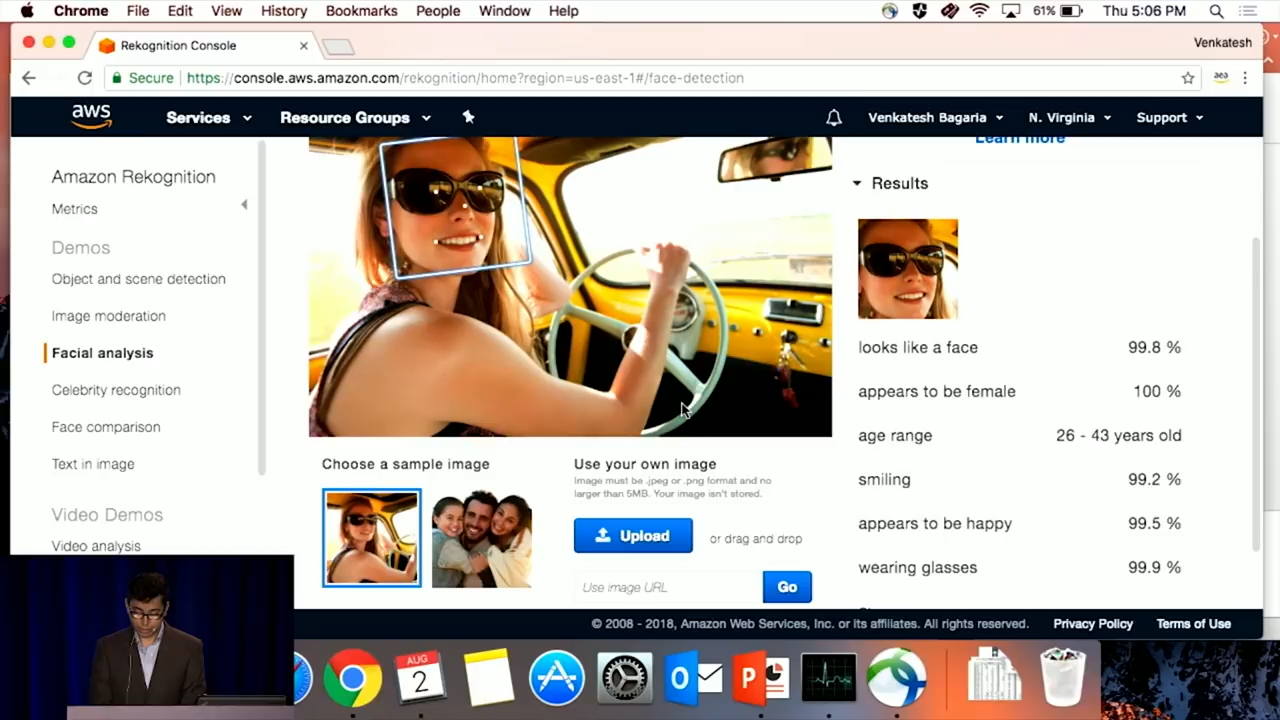 Chrome File Edit View History Bookmarks People Window Help 61% Thu 5:06 PM
Rekognition Console
Venkatesh
Secure https://console.aws.amazon.com/rekognition/home?region=us-east-1#/face-detection
aws Services Resource Groups Venkatesh Bagaria N. Virginia Support
Learn more
Amazon Rekognition
Metrics
Demos
Object and scene detection
Image moderation
Facial analysis
Celebrity recognition
Face comparison
Text in image
Video Demos
Video analysis
Choose a sample image
Use your own image
Image must be .jpeg or .png format and no
larger than 5MB. Your image isn't stored.
Upload or drag and drop
Use image URL Go
Results
looks like a face 99.8 %
appears to be female 100 %
age range 26 - 43 years old
smiling 99.2 %
appears to be happy 99.5 %
wearing glasses 99.9 %
© 2008 - 2018, Amazon Web Services, Inc. or its affiliates. All rights reserved. Privacy Policy Terms of Use
AUG
2